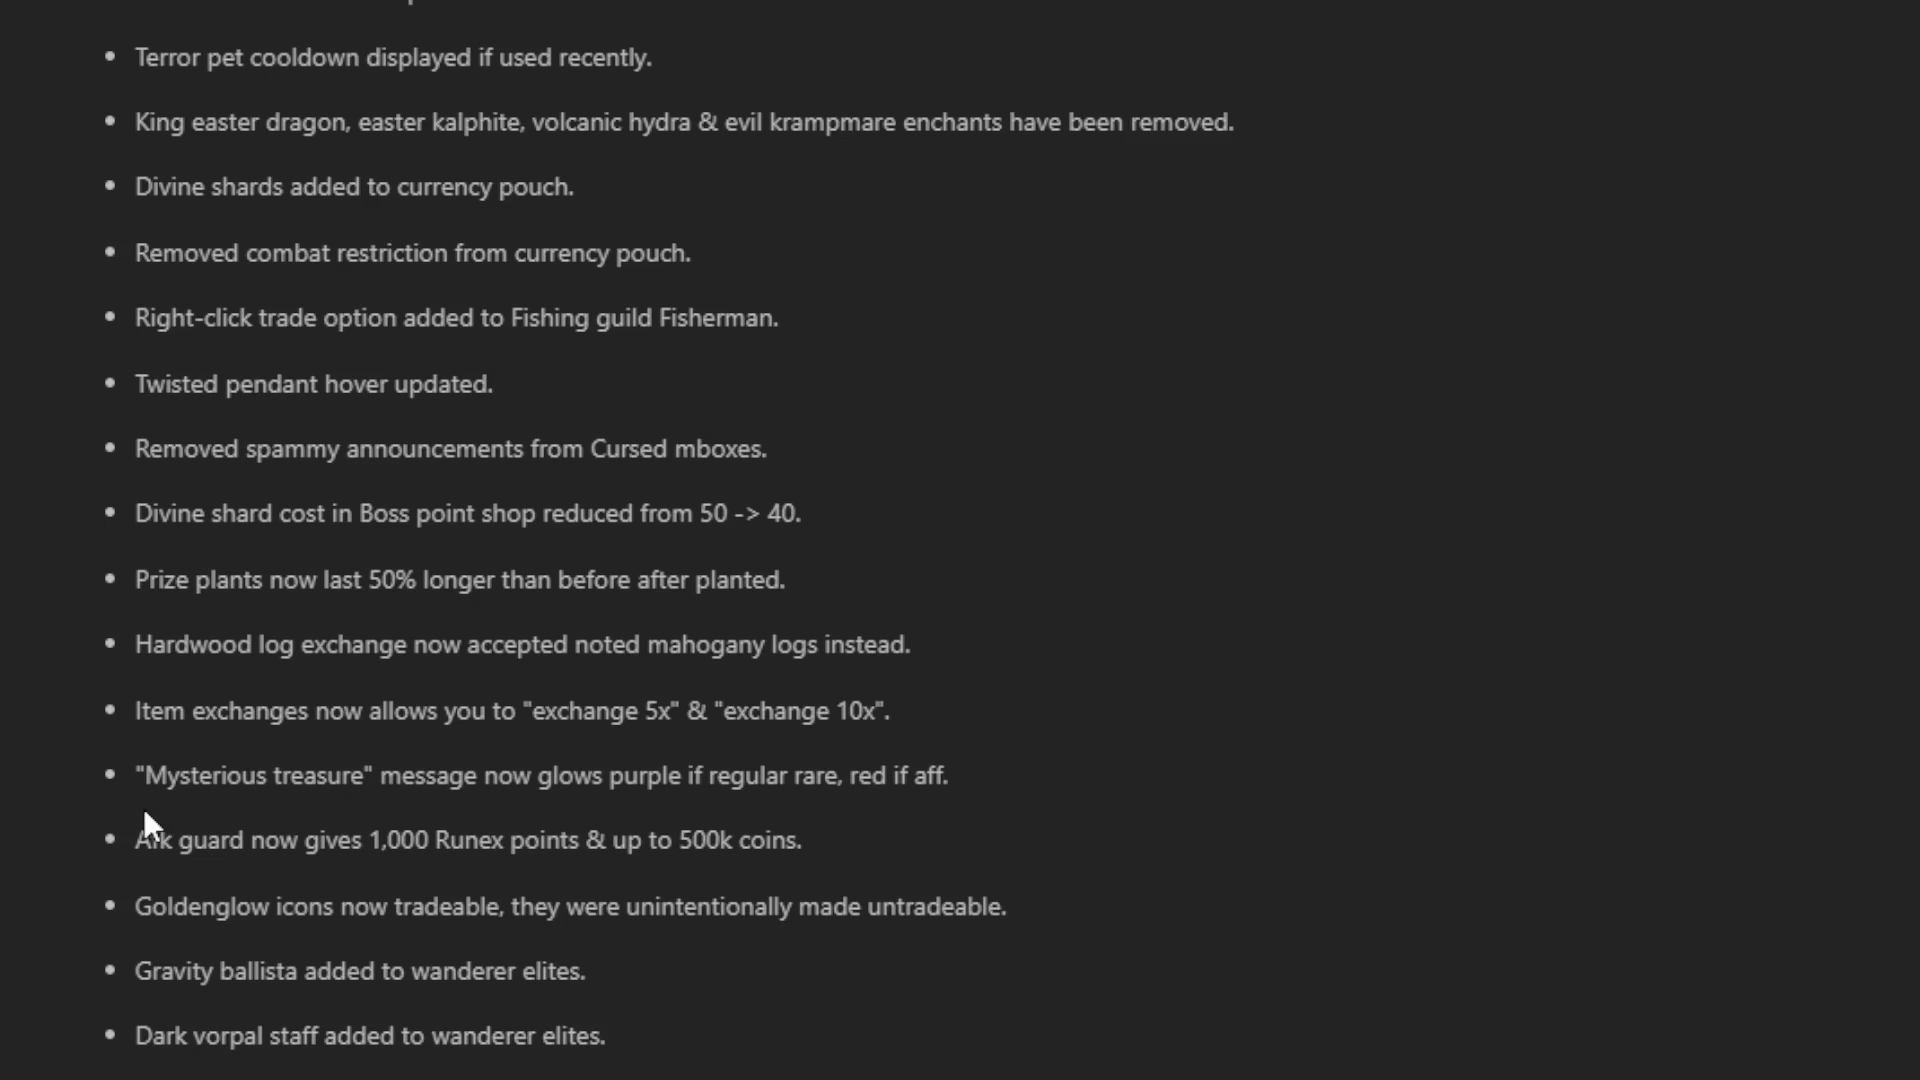 • Terror pet cooldown displayed if used recently.
• King easter dragon, easter kalphite, volcanic hydra & evil krampmare enchants have been removed.
• Divine shards added to currency pouch.
• Removed combat restriction from currency pouch.
• Right-click trade option added to Fishing guild Fisherman.
• Twisted pendant hover updated.
• Removed spammy announcements from Cursed mboxes.
• Divine shard cost in Boss point shop reduced from 50 -> 40.
• Prize plants now last 50% longer than before after planted.
• Hardwood log exchange now accepted noted mahogany logs instead.
• Item exchanges now allows you to "exchange 5x" & "exchange 10x".
• "Mysterious treasure" message now glows purple if regular rare, red if aff.
• guard now gives 1,000 Runex points & up to 500k coins.
• Goldenglow icons now tradeable, they were unintentionally made untradeable.
• Gravity ballista added to wanderer elites.
• Dark vorpal staff added to wanderer elites.